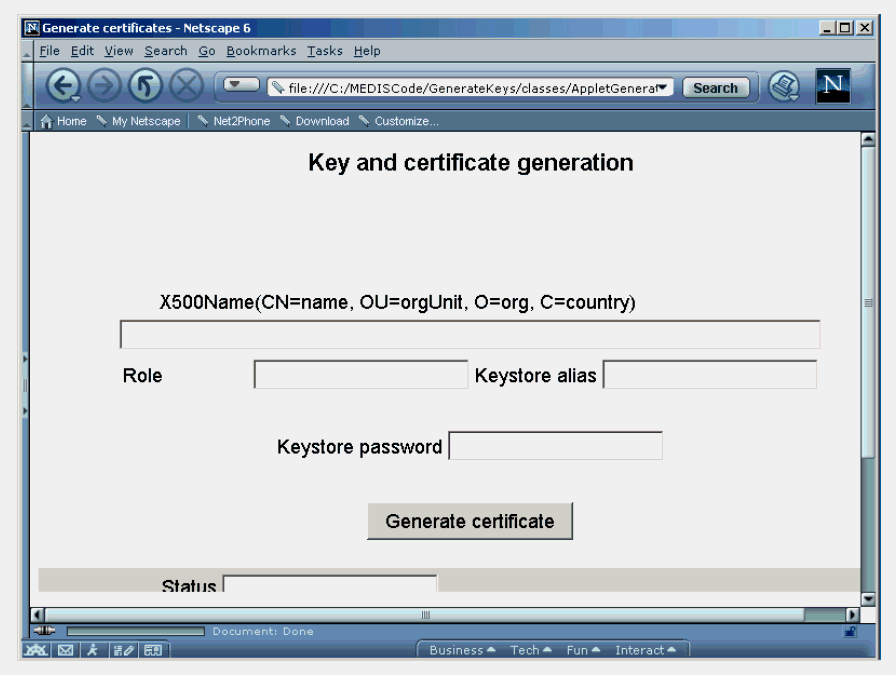 N Generate certificates - Netscape 6
File Edit View Search Go Bookmarks Tasks Help
file:///C:/MEDISCode/GenerateKeys/classes/AppletGenerat Search N
Home My Netscape Net2Phone Download Customize...
Key and certificate generation
X500Name(CN=name, OU=orgUnit, O=org, C=country)
Role Keystore alias
Keystore password
Generate certificate
Status
Document: Done
Business Tech Fun Interact